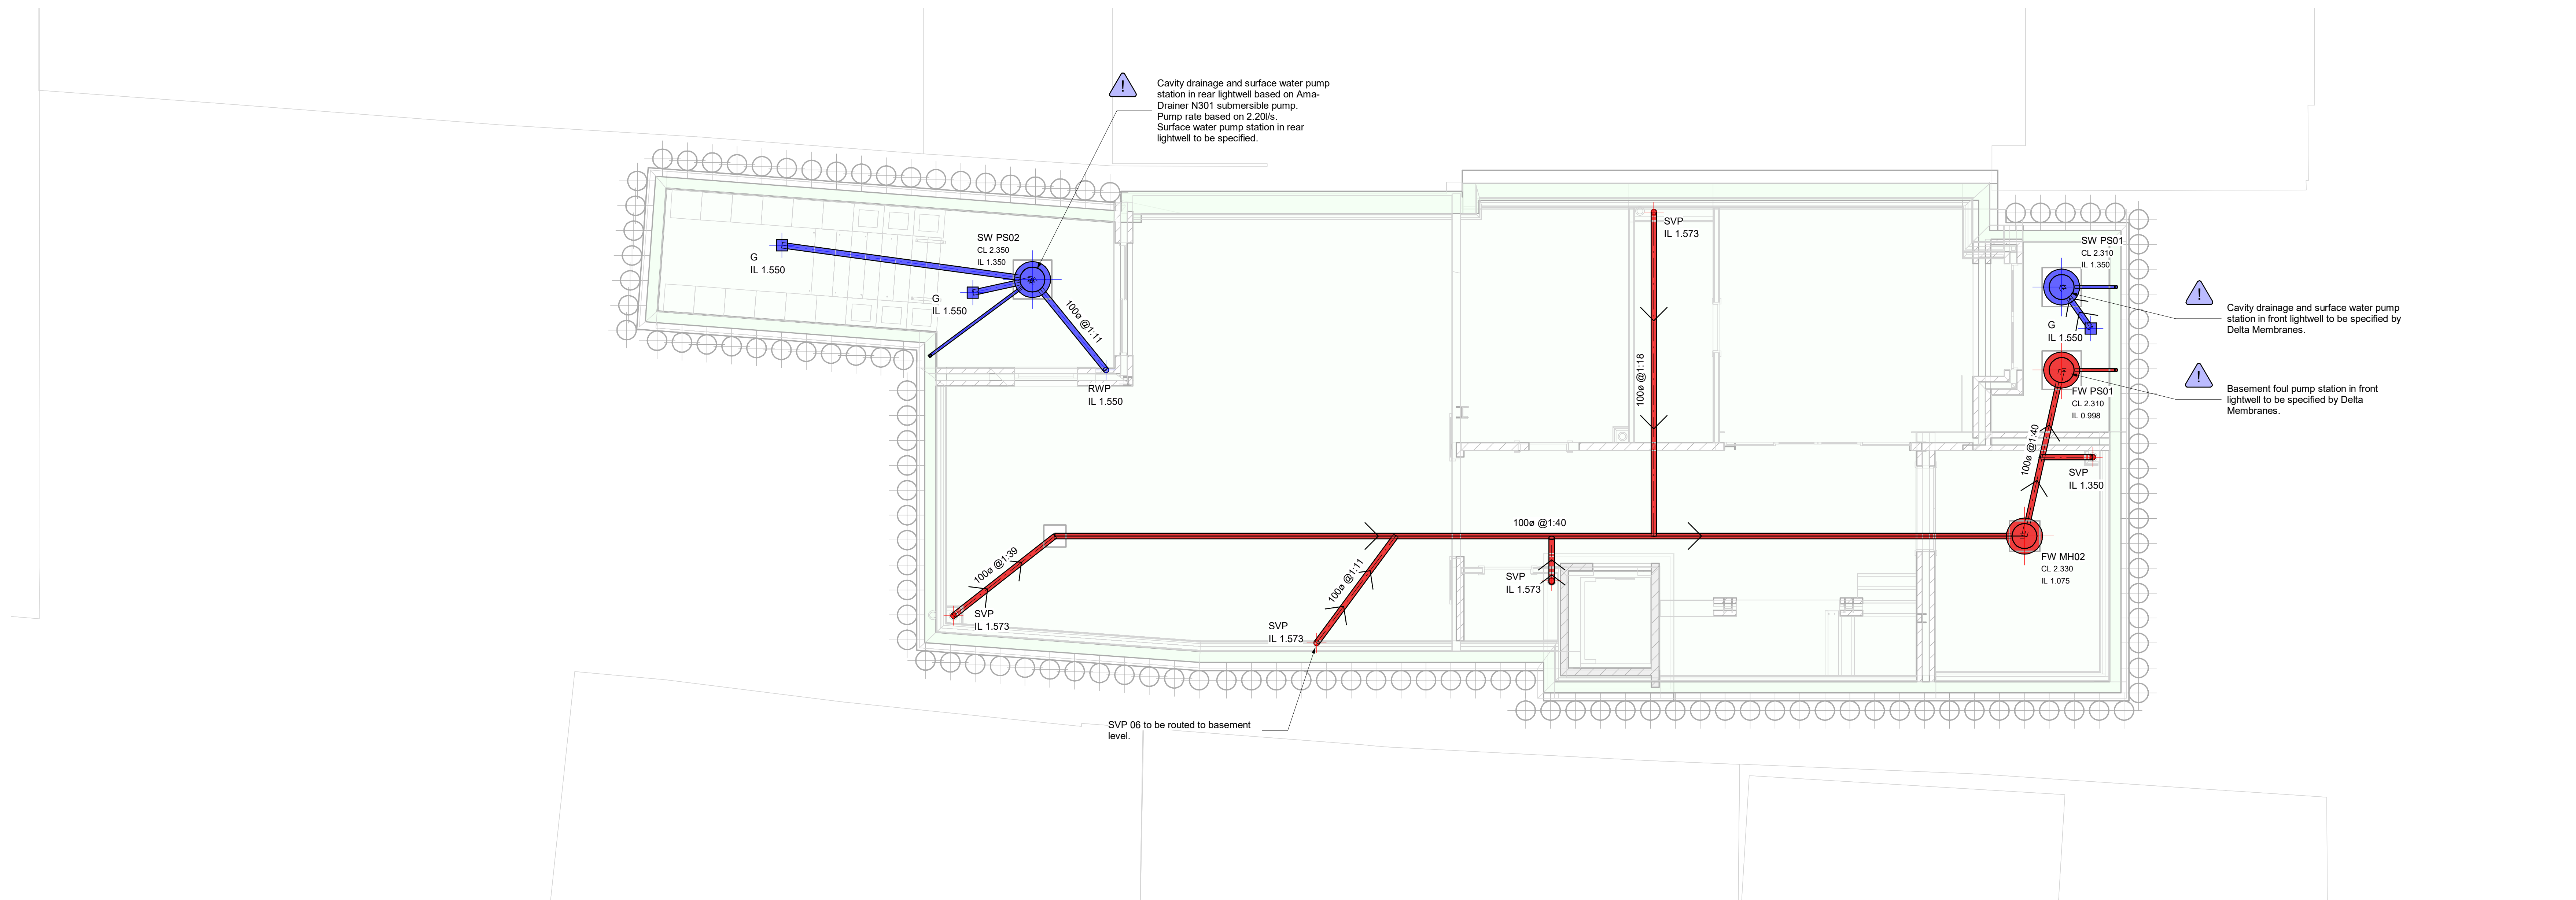 !
Cavity drainage and surface water pump
station in rear lightwell based on Ama-
Drainer N301 submersible pump.
Pump rate based on 2.20l/s.
Surface water pump station in rear
lightwell to be specified.
SVP
IL 1.573
SW PS02
CL 2.350
IL 1.350
G
IL 1.550
G
IL 1.550
100ø @1:11
RWP
IL 1.550
SW PS01
CL 2.310
IL 1.350
G
IL 1.550
!
Cavity drainage and surface water pump
station in front lightwell to be specified by
Delta Membranes.
!
Basement foul pump station in front
lightwell to be specified by Delta
Membranes.
FW PS01
CL 2.310
IL 0.998
100ø @1:18
100ø @1:40
SVP
IL 1.350
100ø @1:40
100ø @1:39
SVP
IL 1.573
100ø @1:11
SVP
IL 1.573
SVP
IL 1.573
FW MH02
CL 2.330
IL 1.075
SVP 06 to be routed to basement
level.